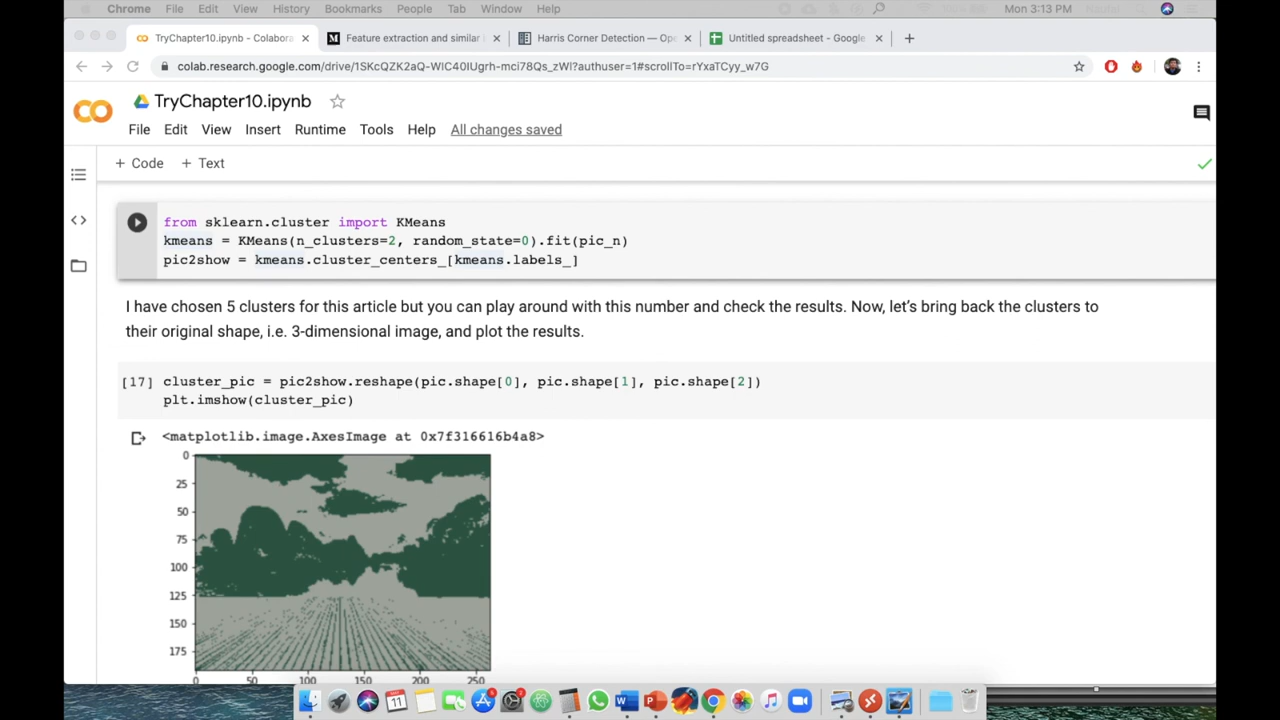 Chrome File Edit View History Bookmarks People Tab Window Help Mon 3:13 PM
TryChapter10.ipynb - Colabora × Feature extraction and similar × Harris Corner Detection — Ope × Untitled spreadsheet - Google × +
colab.research.google.com/drive/1SKcQZK2aQ-WIC40IUgrh-mci78Qs_zWl?authuser=1#scrollTo=rYxaTCyy_w7G
TryChapter10.ipynb
File Edit View Insert Runtime Tools Help All changes saved
+ Code + Text
from sklearn.cluster import KMeans
kmeans = KMeans(n_clusters=2, random_state=0).fit(pic_n)
pic2show = kmeans.cluster_centers_[kmeans.labels_]
I have chosen 5 clusters for this article but you can play around with this number and check the results. Now, let’s bring back the clusters to
their original shape, i.e. 3-dimensional image, and plot the results.
[17] cluster_pic = pic2show.reshape(pic.shape[0], pic.shape[1], pic.shape[2])
plt.imshow(cluster_pic)
<matplotlib.image.AxesImage at 0x7f316616b4a8>
0
25
50
75
100
125
150
175
0 50 100 150 200 250
11